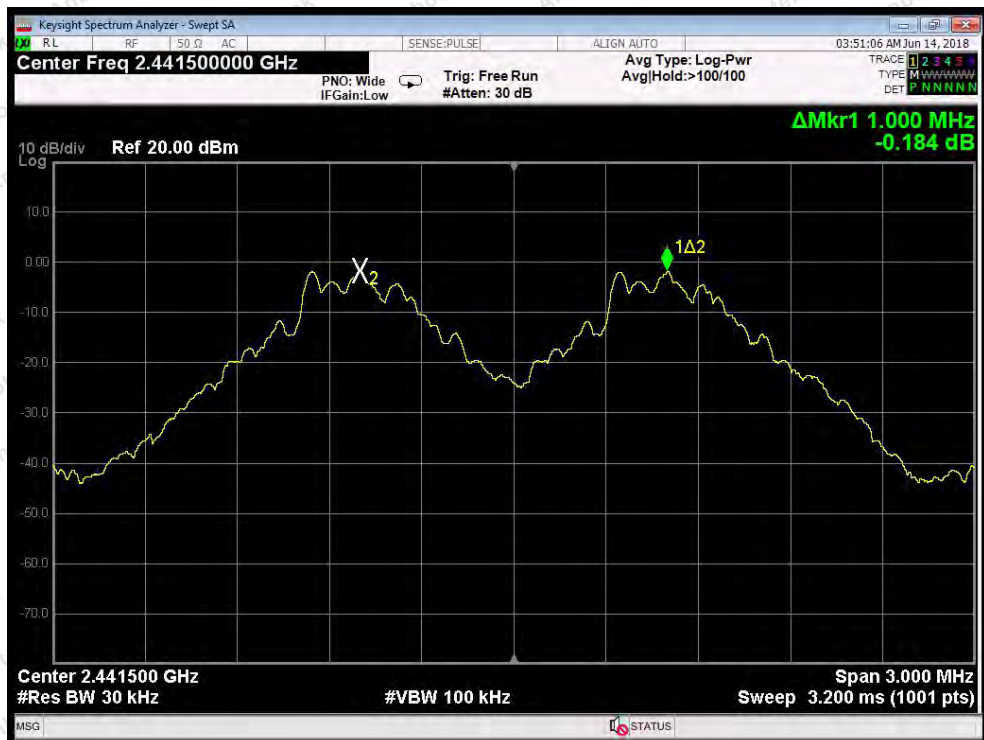 Keysight Spectrum Analyzer - Swept SA
LXI RL RF 50 Ω AC SENSE:PULSE ALIGN AUTO 03:51:06 AM Jun 14, 2018
Center Freq 2.441500000 GHz
PNO: Wide
IFGain:Low
Trig: Free Run
#Atten: 30 dB
Avg Type: Log-Pwr
Avg|Hold:>100/100
TRACE 1 2 3 4 5 6
TYPE M WWWWW
DET P N N N N N
ΔMkr1 1.000 MHz
-0.184 dB
10 dB/div Ref 20.00 dBm
Log
10.0
0.00
-10.0
-20.0
-30.0
-40.0
-50.0
-60.0
-70.0
X2
1Δ2
Center 2.441500 GHz
Span 3.000 MHz
#Res BW 30 kHz
#VBW 100 kHz
Sweep 3.200 ms (1001 pts)
MSG
STATUS